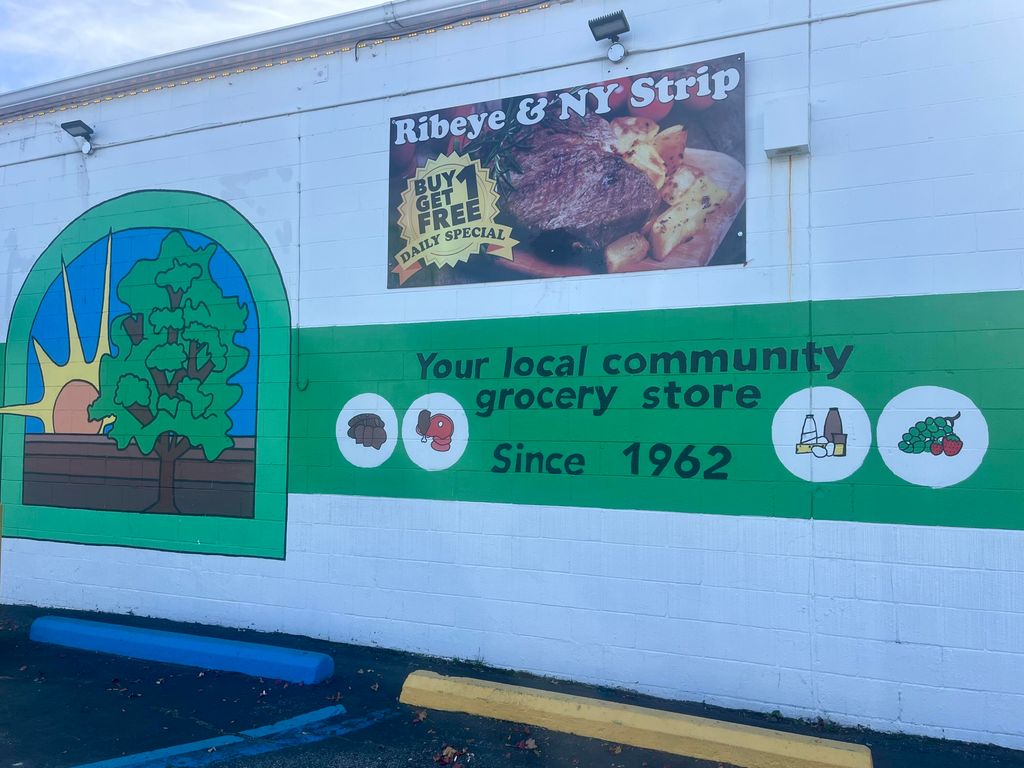 Ribeye & NY Strip
BUY 1
GET
FREE
DAILY SPECIAL
Your local community
grocery store
Since 1962